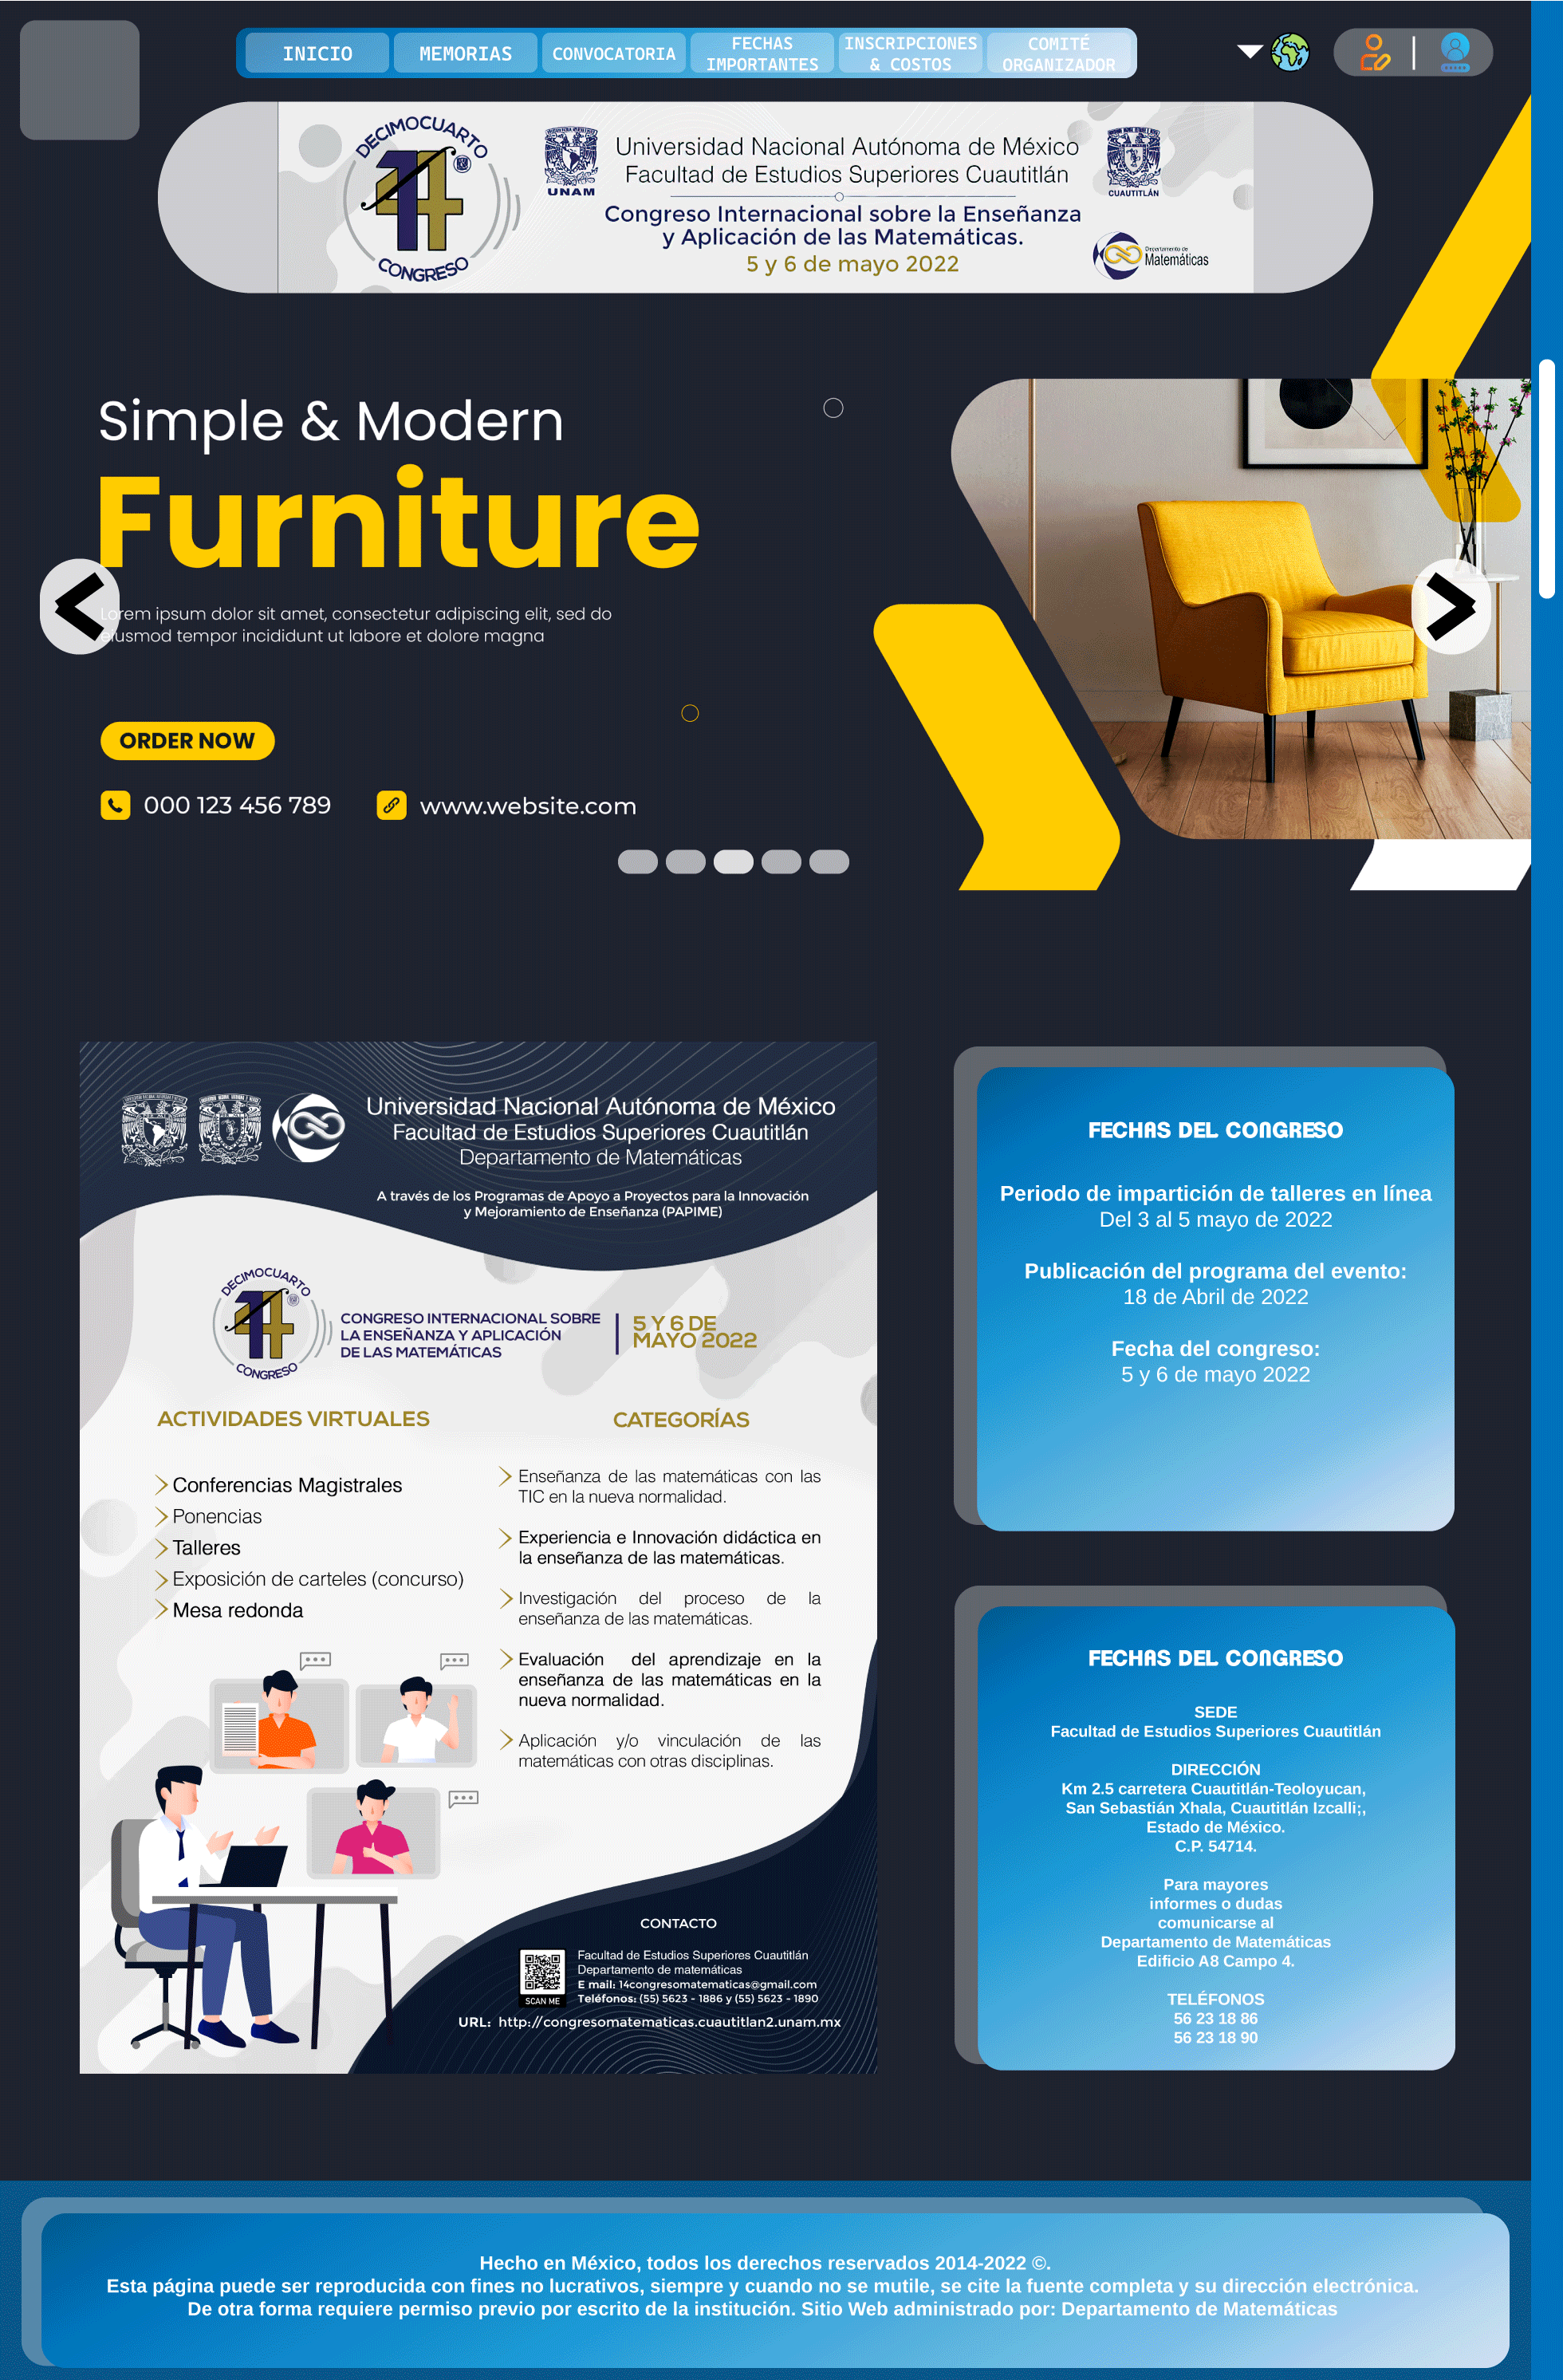 INICIO
MEMORIAS
CONVOCATORIA
FECHAS
IMPORTANTES
INSCRIPCIONES
& COSTOS
COMITÉ
ORGANIZADOR
DECIMOCUARTO
14
CONGRESO
UNAM
Universidad Nacional Autónoma de México
Facultad de Estudios Superiores Cuautitlán
Congreso Internacional sobre la Enseñanza
y Aplicación de las Matemáticas.
5 y 6 de mayo 2022
CUAUTITLÁN
Departamento de
Matemáticas
Simple & Modern
Furniture
Lorem ipsum dolor sit amet, consectetur adipiscing elit, sed do
eiusmod tempor incididunt ut labore et dolore magna
ORDER NOW
000 123 456 789
www.website.com
Universidad Nacional Autónoma de México
Facultad de Estudios Superiores Cuautitlán
Departamento de Matemáticas
A través de los Programas de Apoyo a Proyectos para la Innovación
y Mejoramiento de Enseñanza (PAPIME)
DECIMOCUARTO
14
CONGRESO
CONGRESO INTERNACIONAL SOBRE
LA ENSEÑANZA Y APLICACIÓN
DE LAS MATEMÁTICAS
5 Y 6 DE
MAYO 2022
ACTIVIDADES VIRTUALES
Conferencias Magistrales
Ponencias
Talleres
Exposición de carteles (concurso)
Mesa redonda
CATEGORÍAS
Enseñanza de las matemáticas con las
TIC en la nueva normalidad.
Experiencia e Innovación didáctica en
la enseñanza de las matemáticas.
Investigación del proceso de la
enseñanza de las matemáticas.
Evaluación del aprendizaje en la
enseñanza de las matemáticas en la
nueva normalidad.
Aplicación y/o vinculación de las
matemáticas con otras disciplinas.
CONTACTO
SCAN ME
Facultad de Estudios Superiores Cuautitlán
Departamento de matemáticas
E mail: 14congresomatematicas@gmail.com
Teléfonos: (55) 5623 - 1886 y (55) 5623 - 1890
URL: http://congresomatematicas.cuautitlan2.unam.mx
FECHAS DEL CONGRESO
Periodo de impartición de talleres en línea
Del 3 al 5 mayo de 2022
Publicación del programa del evento:
18 de Abril de 2022
Fecha del congreso:
5 y 6 de mayo 2022
FECHAS DEL CONGRESO
SEDE
Facultad de Estudios Superiores Cuautitlán
DIRECCIÓN
Km 2.5 carretera Cuautitlán-Teoloyucan,
San Sebastián Xhala, Cuautitlán Izcalli;,
Estado de México.
C.P. 54714.
Para mayores
informes o dudas
comunicarse al
Departamento de Matemáticas
Edificio A8 Campo 4.
TELÉFONOS
56 23 18 86
56 23 18 90
Hecho en México, todos los derechos reservados 2014-2022 ©.
Esta página puede ser reproducida con fines no lucrativos, siempre y cuando no se mutile, se cite la fuente completa y su dirección electrónica.
De otra forma requiere permiso previo por escrito de la institución. Sitio Web administrado por: Departamento de Matemáticas